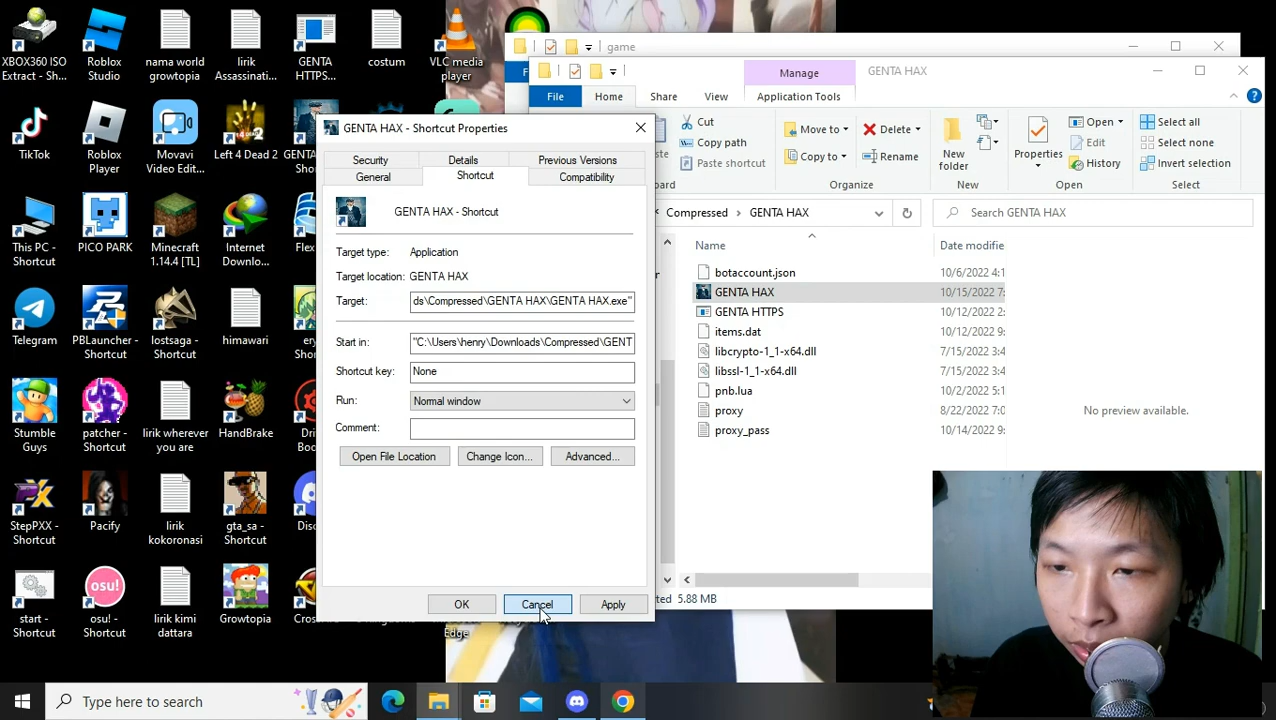 XBOX360 ISO
Extract - Sh...
Roblox
Studio
nama world
growtopia
lirik
Assassinati...
GENTA
HTTPS...
costum
VLC media
player
TikTok
Roblox
Player
Movavi
Video Edit...
Left 4 Dead 2
This PC -
Shortcut
PICO PARK
Minecraft
1.14.4 [TL]
Internet
Downlo...
Telegram
PBLauncher
- Shortcut
lostsaga -
Shortcut
himawari
Stumble
Guys
patcher -
Shortcut
lirik wherever
you are
HandBrake
StepPXX -
Shortcut
Pacify
lirik
kokoronasi
gta_sa -
Shortcut
start -
Shortcut
osu! -
Shortcut
lirik kimi
dattara
Growtopia
Edge
game
Manage
GENTA HAX
File
Home
Share
View
Application Tools
Cut
Copy path
Paste shortcut
Move to
Copy to
Delete
Rename
Organize
New
folder
New
Properties
Open
Edit
History
Open
Select all
Select none
Invert selection
Select
Compressed
GENTA HAX
Search GENTA HAX
Name
Date modifie
botaccount.json
10/6/2022 4:1
GENTA HAX
10/15/2022 7:
GENTA HTTPS
10/12/2022 2:
items.dat
10/12/2022 9:
libcrypto-1_1-x64.dll
7/15/2022 3:4
libssl-1_1-x64.dll
7/15/2022 3:4
pnb.lua
10/2/2022 5:1
proxy
8/22/2022 7:0
proxy_pass
10/14/2022 9:
No preview available.
5.88 MB
GENTA HAX - Shortcut Properties
Security
Details
Previous Versions
General
Shortcut
Compatibility
GENTA HAX - Shortcut
Target type:
Application
Target location:
GENTA HAX
Target:
ds\Compressed\GENTA HAX\GENTA HAX.exe"
Start in:
"C:\Users\henry\Downloads\Compressed\GENT
Shortcut key:
None
Run:
Normal window
Comment:
Open File Location
Change Icon...
Advanced...
OK
Cancel
Apply
Type here to search